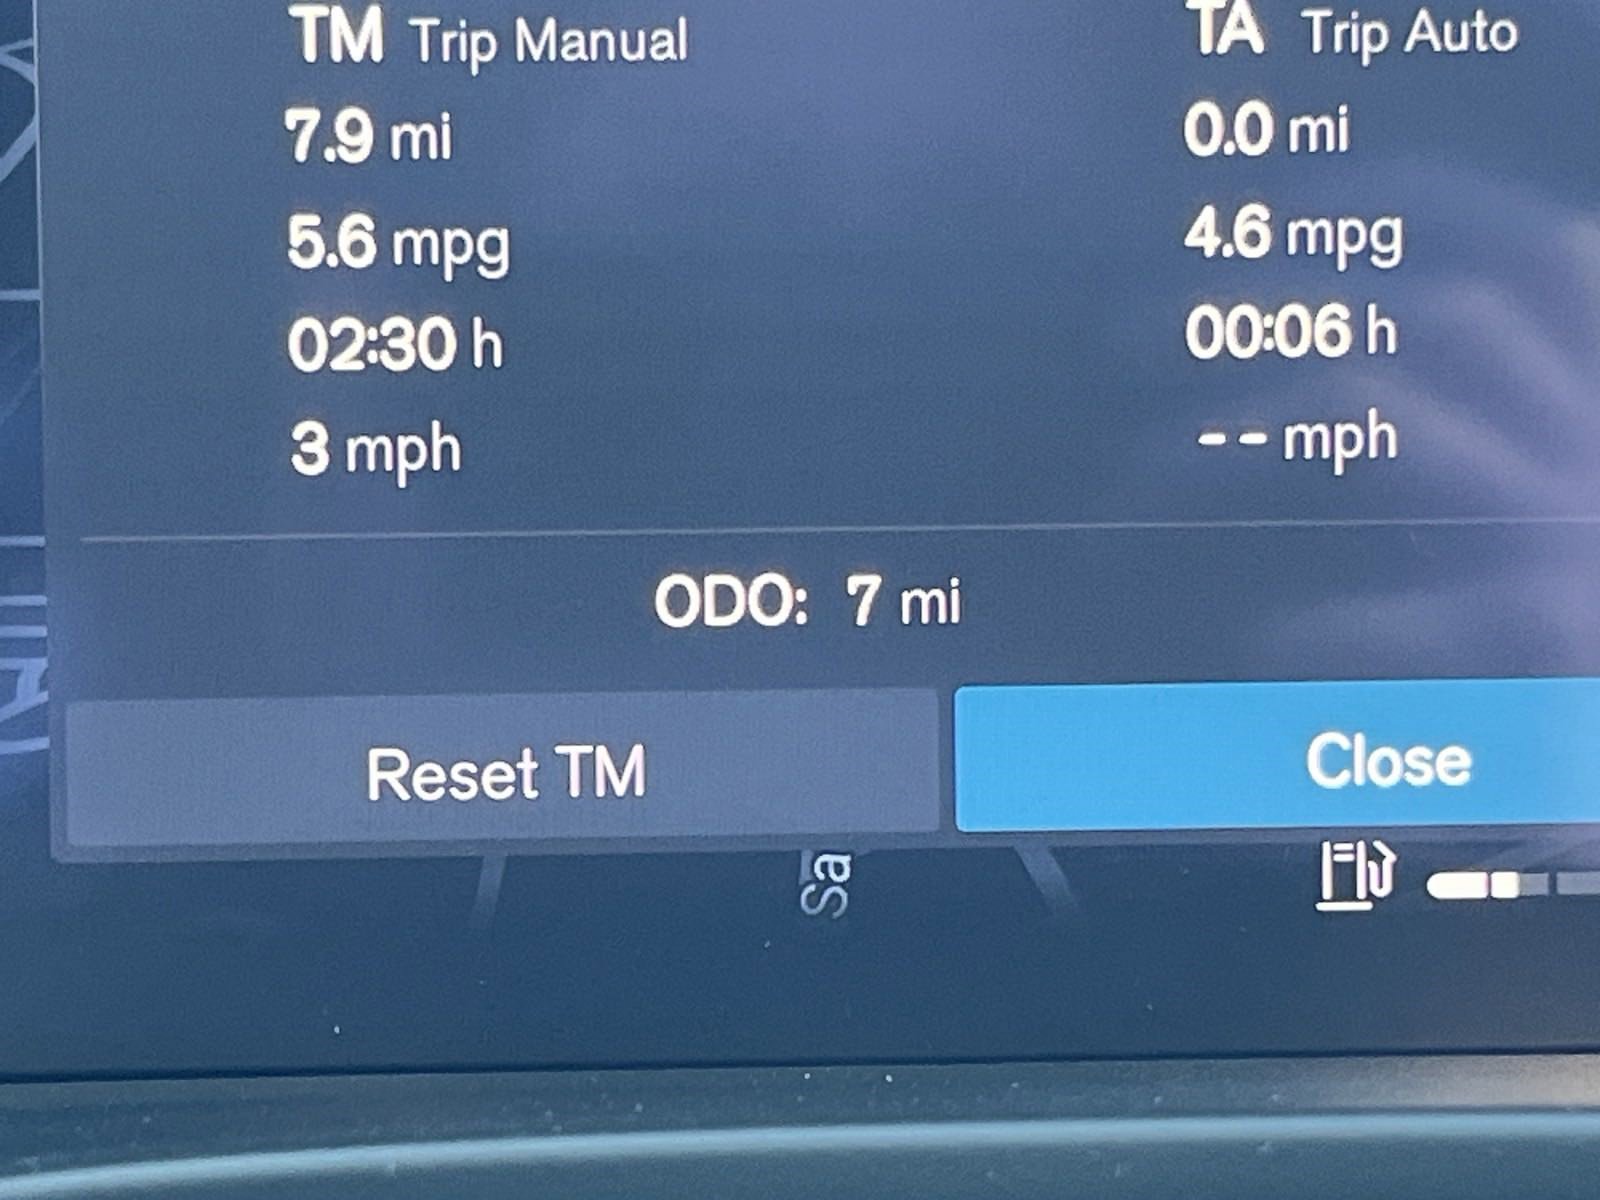 TM Trip Manual
7.9 mi
5.6 mpg
02:30 h
3 mph
TA Trip Auto
0.0 mi
4.6 mpg
00:06 h
-- mph
ODO: 7 mi
Reset TM
Close
Sa